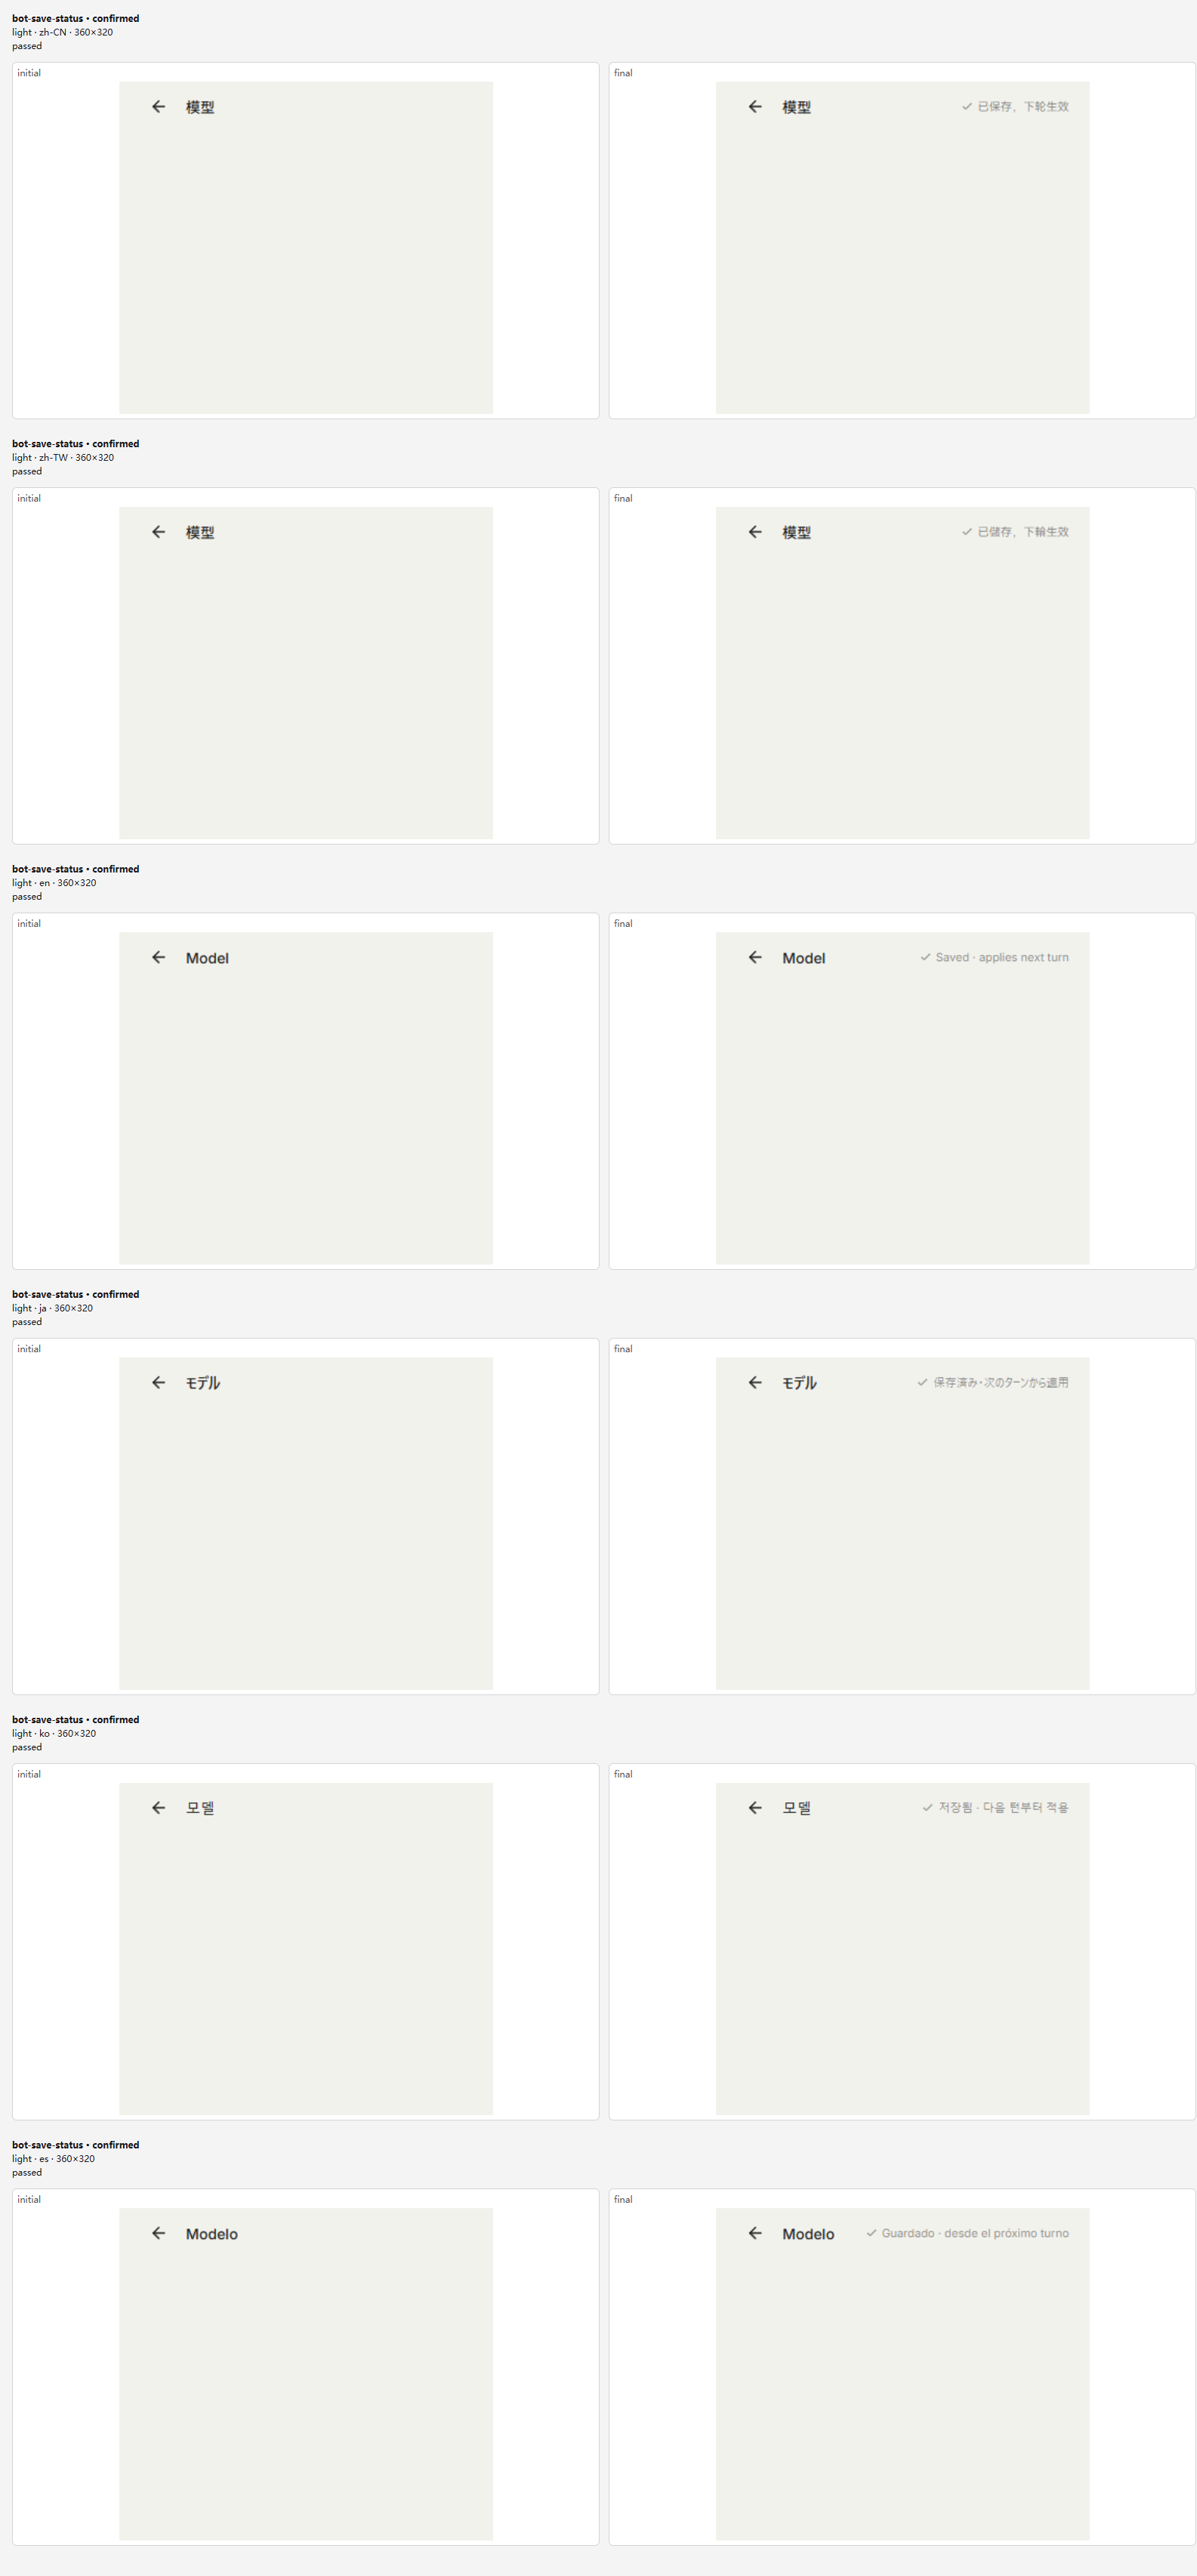 bot-save-status • confirmed
light · zh-CN · 360×320
passed
initial
模型
final
模型
已保存，下轮生效
bot-save-status • confirmed
light · zh-TW · 360×320
passed
initial
模型
final
模型
已儲存，下輪生效
bot-save-status • confirmed
light · en · 360×320
passed
initial
Model
final
Model
Saved · applies next turn
bot-save-status • confirmed
light · ja · 360×320
passed
initial
モデル
final
モデル
保存済み・次のターンから適用
bot-save-status • confirmed
light · ko · 360×320
passed
initial
모델
final
모델
저장됨 · 다음 턴부터 적용
bot-save-status • confirmed
light · es · 360×320
passed
initial
Modelo
final
Modelo
Guardado · desde el próximo turno